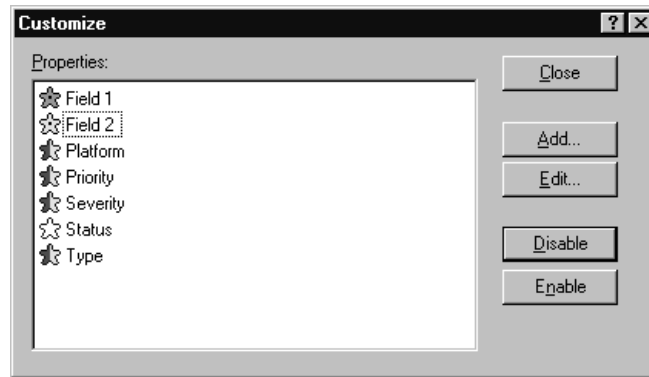 Customize
Properties:
Field 1
Field 2
Platform
Priority
Severity
Status
Type
Close
Add...
Edit...
Disable
Enable